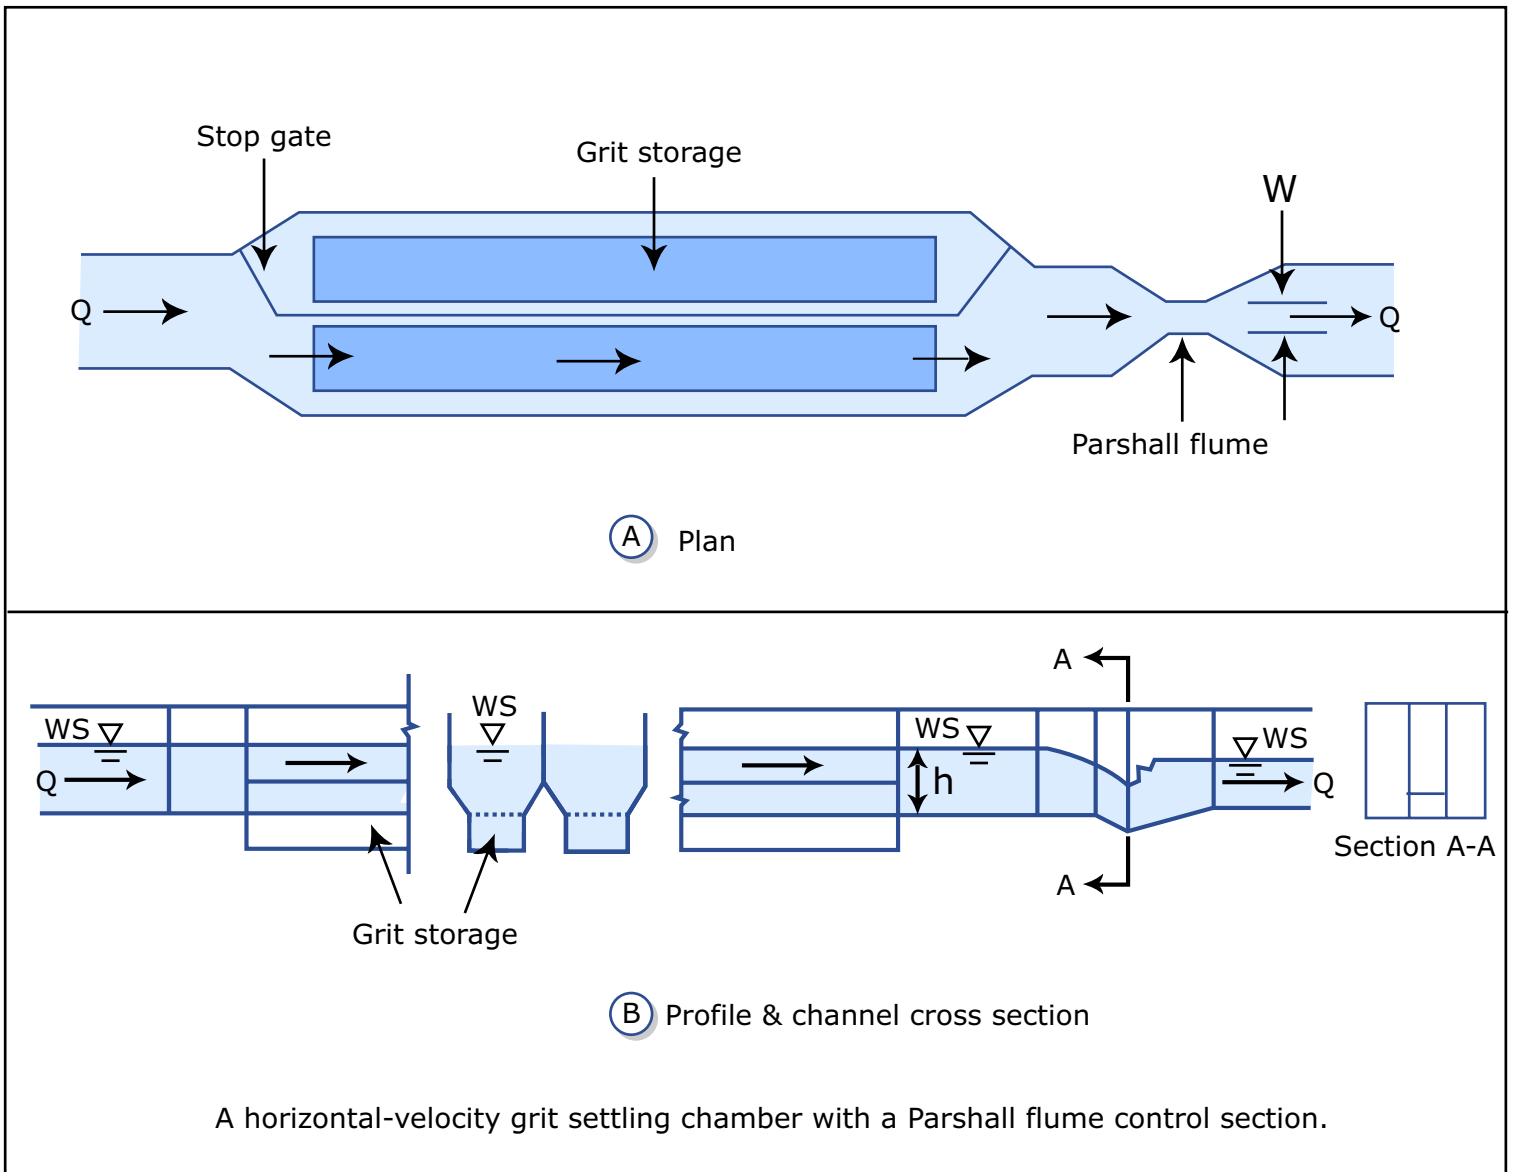 Stop gate
Grit storage
W
Q
Q
Parshall flume
A Plan
A
WS
WS
WS
WS
Q
h
Q
Section A-A
A
Grit storage
B Profile & channel cross section
A horizontal-velocity grit settling chamber with a Parshall flume control section.